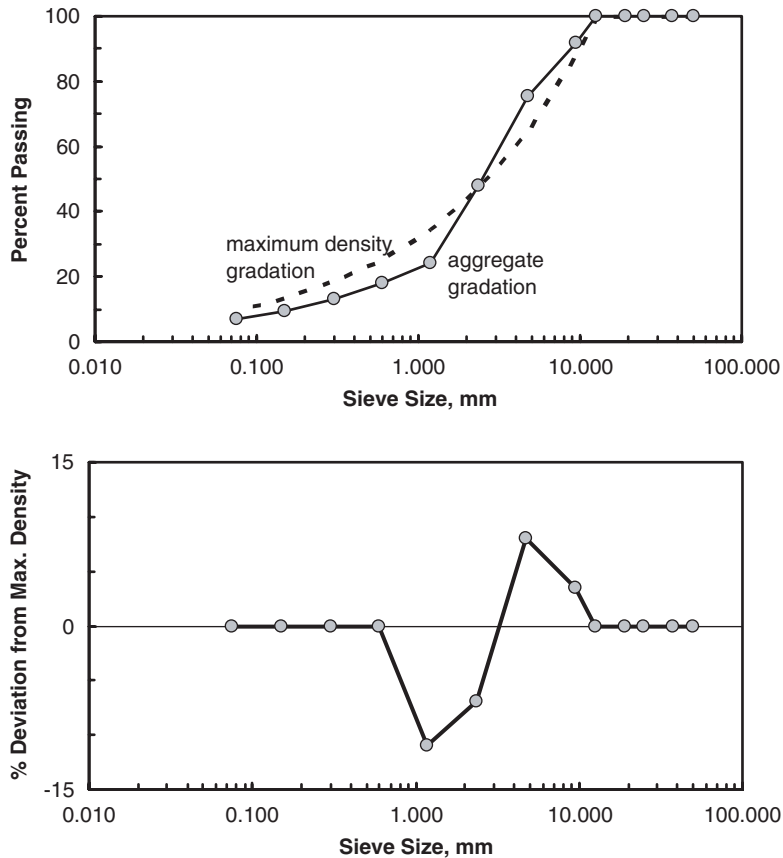 100
80
60
40
20
0
Percent Passing
maximum density
gradation
aggregate
gradation
0.010 0.100 1.000 10.000 100.000
Sieve Size, mm
15
0
-15
% Deviation from Max. Density
0.010 0.100 1.000 10.000 100.000
Sieve Size, mm